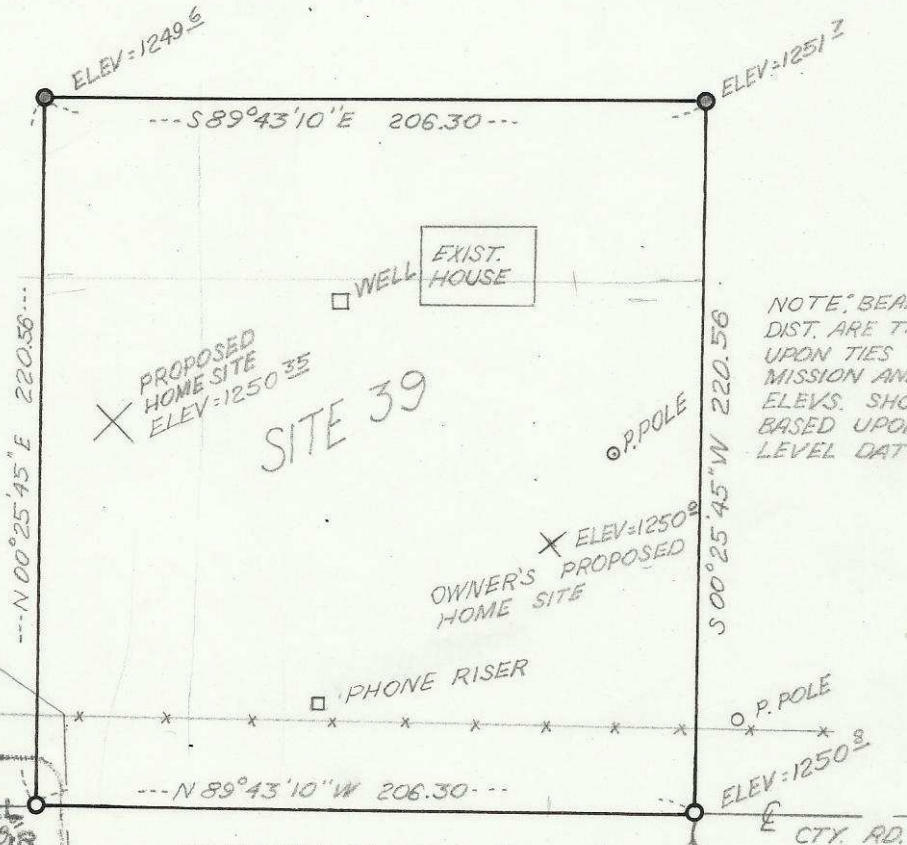 ELEV=1249.6
ELEV=1251.7
---S89°43'10"E 206.30---
WELL
EXIST.
HOUSE
---N 00°25'45"E 220.56---
PROPOSED
HOME SITE
ELEV=1250.35
SITE 39
P.POLE
S 00°25'45"W 220.56
NOTE: BEA
DIST. ARE T
UPON TIES
MISSION AN
ELEVS. SHO
BASED UPO
LEVEL DAT
OWNER'S PROPOSED
HOME SITE
PHONE RISER
P. POLE
---N 89°43'10"W 206.30---
ELEV=1250.8
CTY. RD.